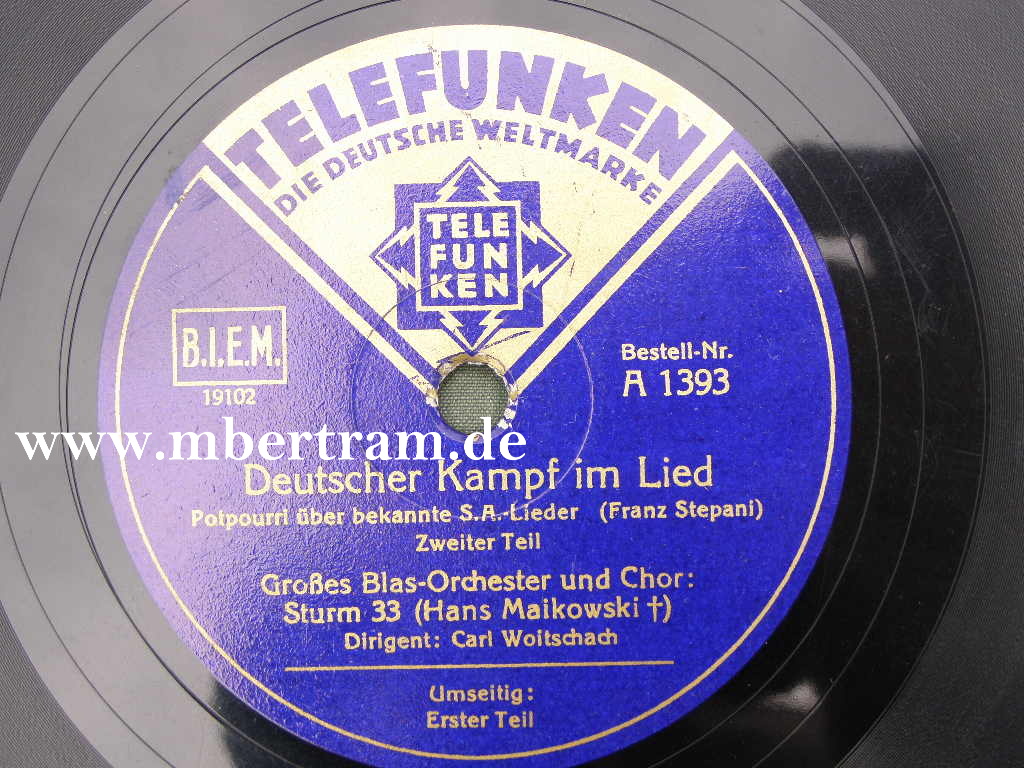 TELEFUNKEN
DIE DEUTSCHE WELTMARKE
TELE
FUN
KEN
B.I.E.M.
19102
Bestell-Nr.
A 1393
www.mbertram.de
Deutscher Kampf im Lied
Potpourri über bekannte S.A.-Lieder (Franz Stepani)
Zweiter Teil
Großes Blas-Orchester und Chor:
Sturm 33 (Hans Maikowski †)
Dirigent: Carl Woitschach
Umseitig:
Erster Teil